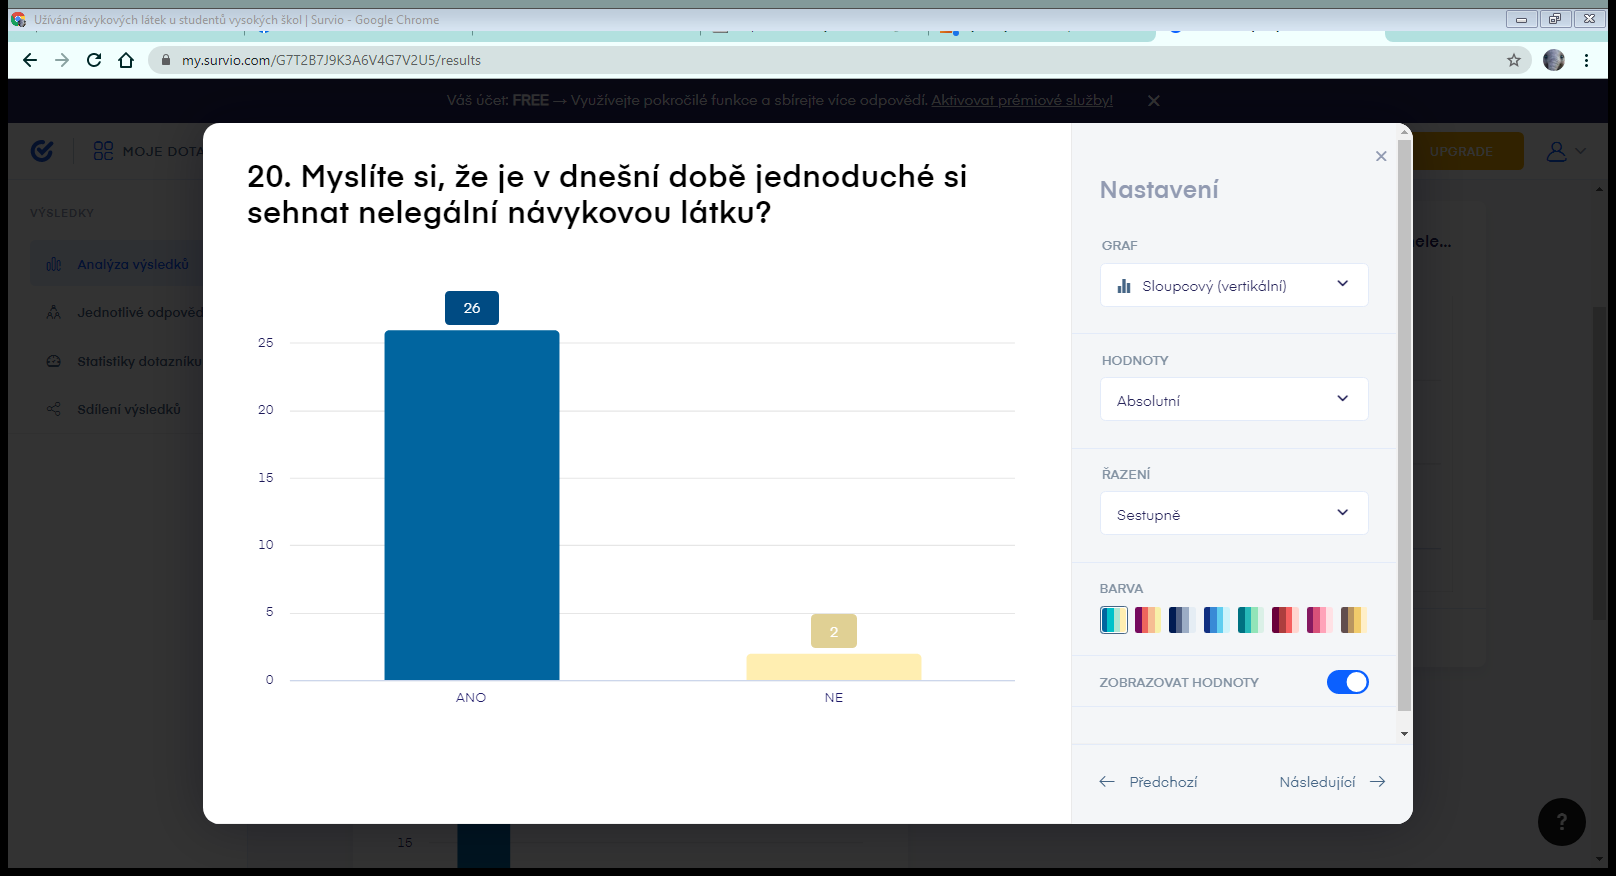 Užívání návykových látek u studentů vysokých škol | Survio - Google Chrome
my.survio.com/G7T2B7J9K3A6V4G7V2U5/results
Váš účet: FREE → Využívejte pokročilé funkce a sbírejte více odpovědí. Aktivovat prémiové služby!
MOJE DOTA
UPGRADE
VÝSLEDKY
Analýza výsledků
Jednotlivé odpověd
Statistiky dotazníku
Sdílení výsledků
20. Myslíte si, že je v dnešní době jednoduché si
sehnat nelegální návykovou látku?
26
25
20
15
10
5
2
0
ANO
NE
Nastavení
GRAF
Sloupcový (vertikální)
HODNOTY
Absolutní
ŘAZENÍ
Sestupně
BARVA
ZOBRAZOVAT HODNOTY
Předchozí
Následující
ele...
15
?